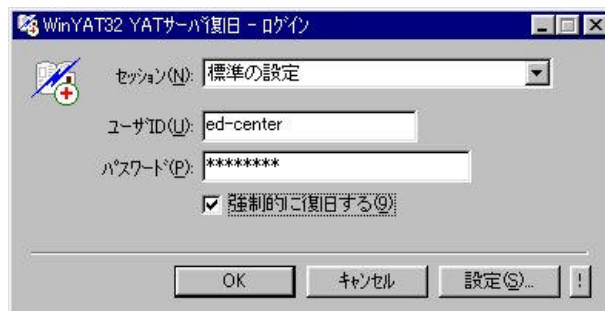 WinYAT32 YATサーバ復旧 - ログイン
セッション(N): 標準の設定
ユーザID(U): ed-center
パスワード(P): ********
強制的に復旧する(9)
OK キャンセル 設定(S)... !